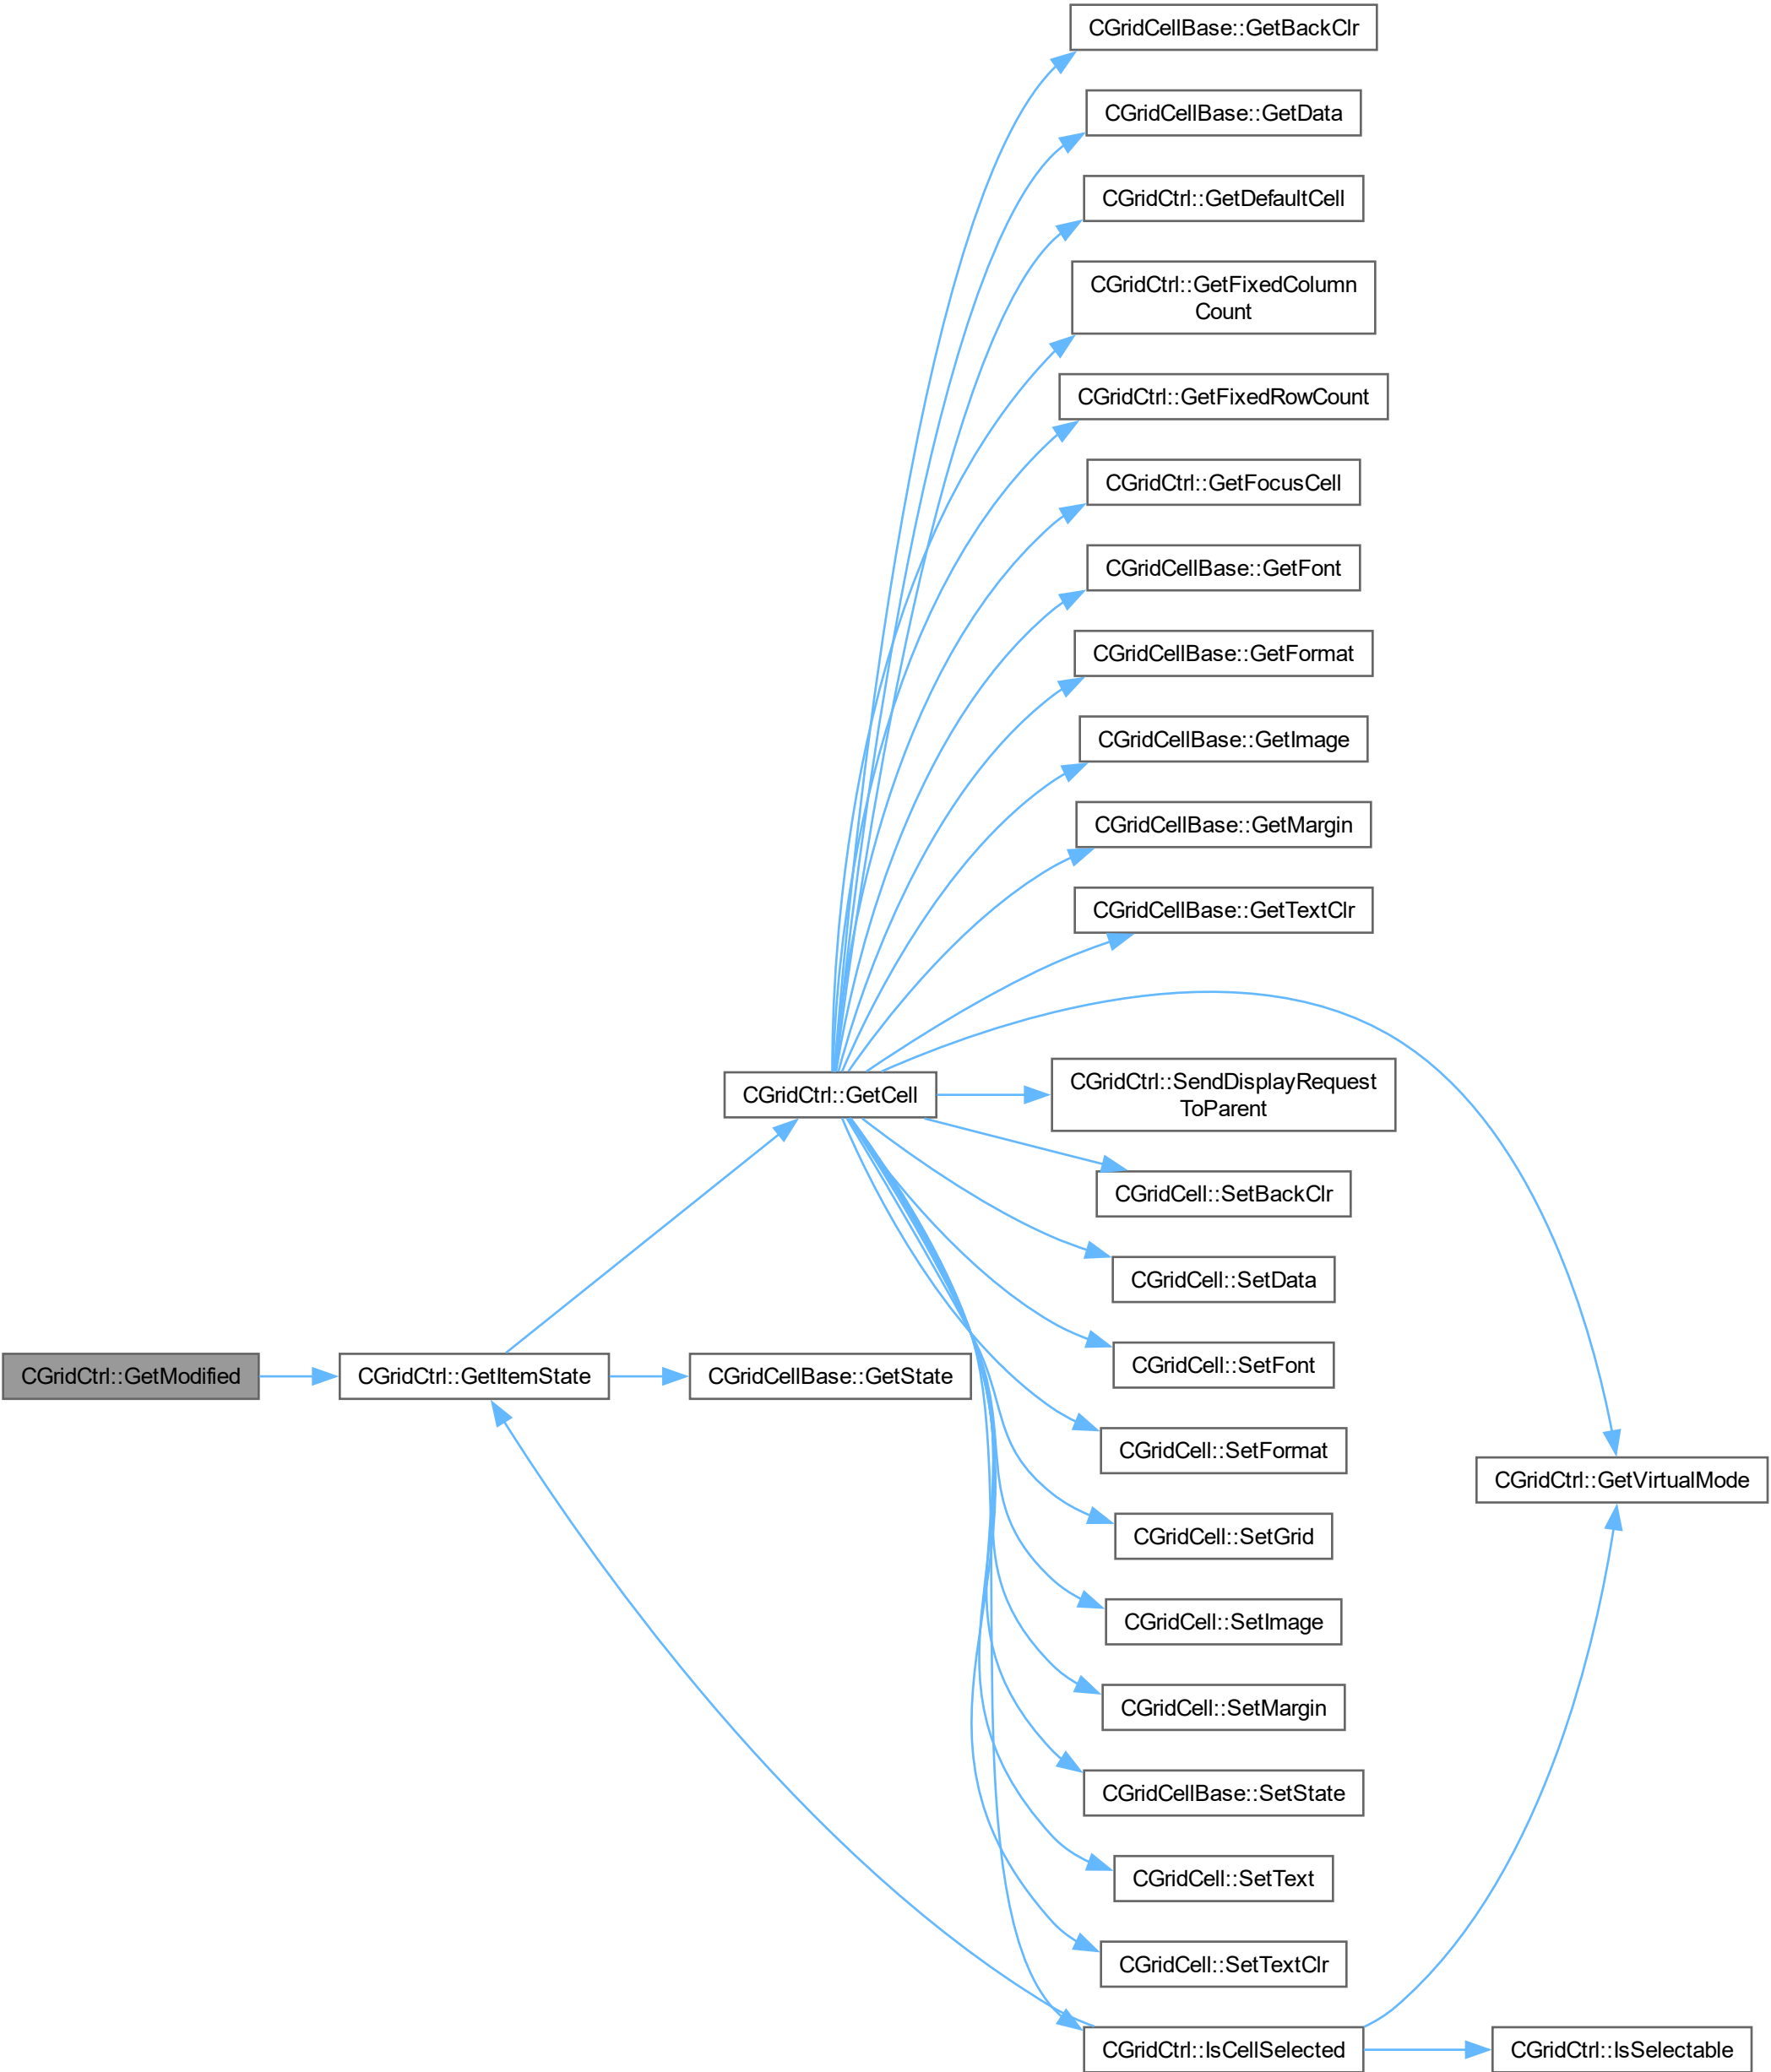 CGridCellBase::GetBackClr
CGridCellBase::GetData
CGridCtrl::GetDefaultCell
CGridCtrl::GetFixedColumn
Count
CGridCtrl::GetFixedRowCount
CGridCtrl::GetFocusCell
CGridCellBase::GetFont
CGridCellBase::GetFormat
CGridCellBase::GetImage
CGridCellBase::GetMargin
CGridCellBase::GetTextClr
CGridCtrl::GetCell
CGridCtrl::SendDisplayRequest
ToParent
CGridCell::SetBackClr
CGridCell::SetData
CGridCell::SetFont
CGridCtrl::GetModified
CGridCtrl::GetItemState
CGridCellBase::GetState
CGridCell::SetFormat
CGridCtrl::GetVirtualMode
CGridCell::SetGrid
CGridCell::SetImage
CGridCell::SetMargin
CGridCellBase::SetState
CGridCell::SetText
CGridCell::SetTextClr
CGridCtrl::IsCellSelected
CGridCtrl::IsSelectable